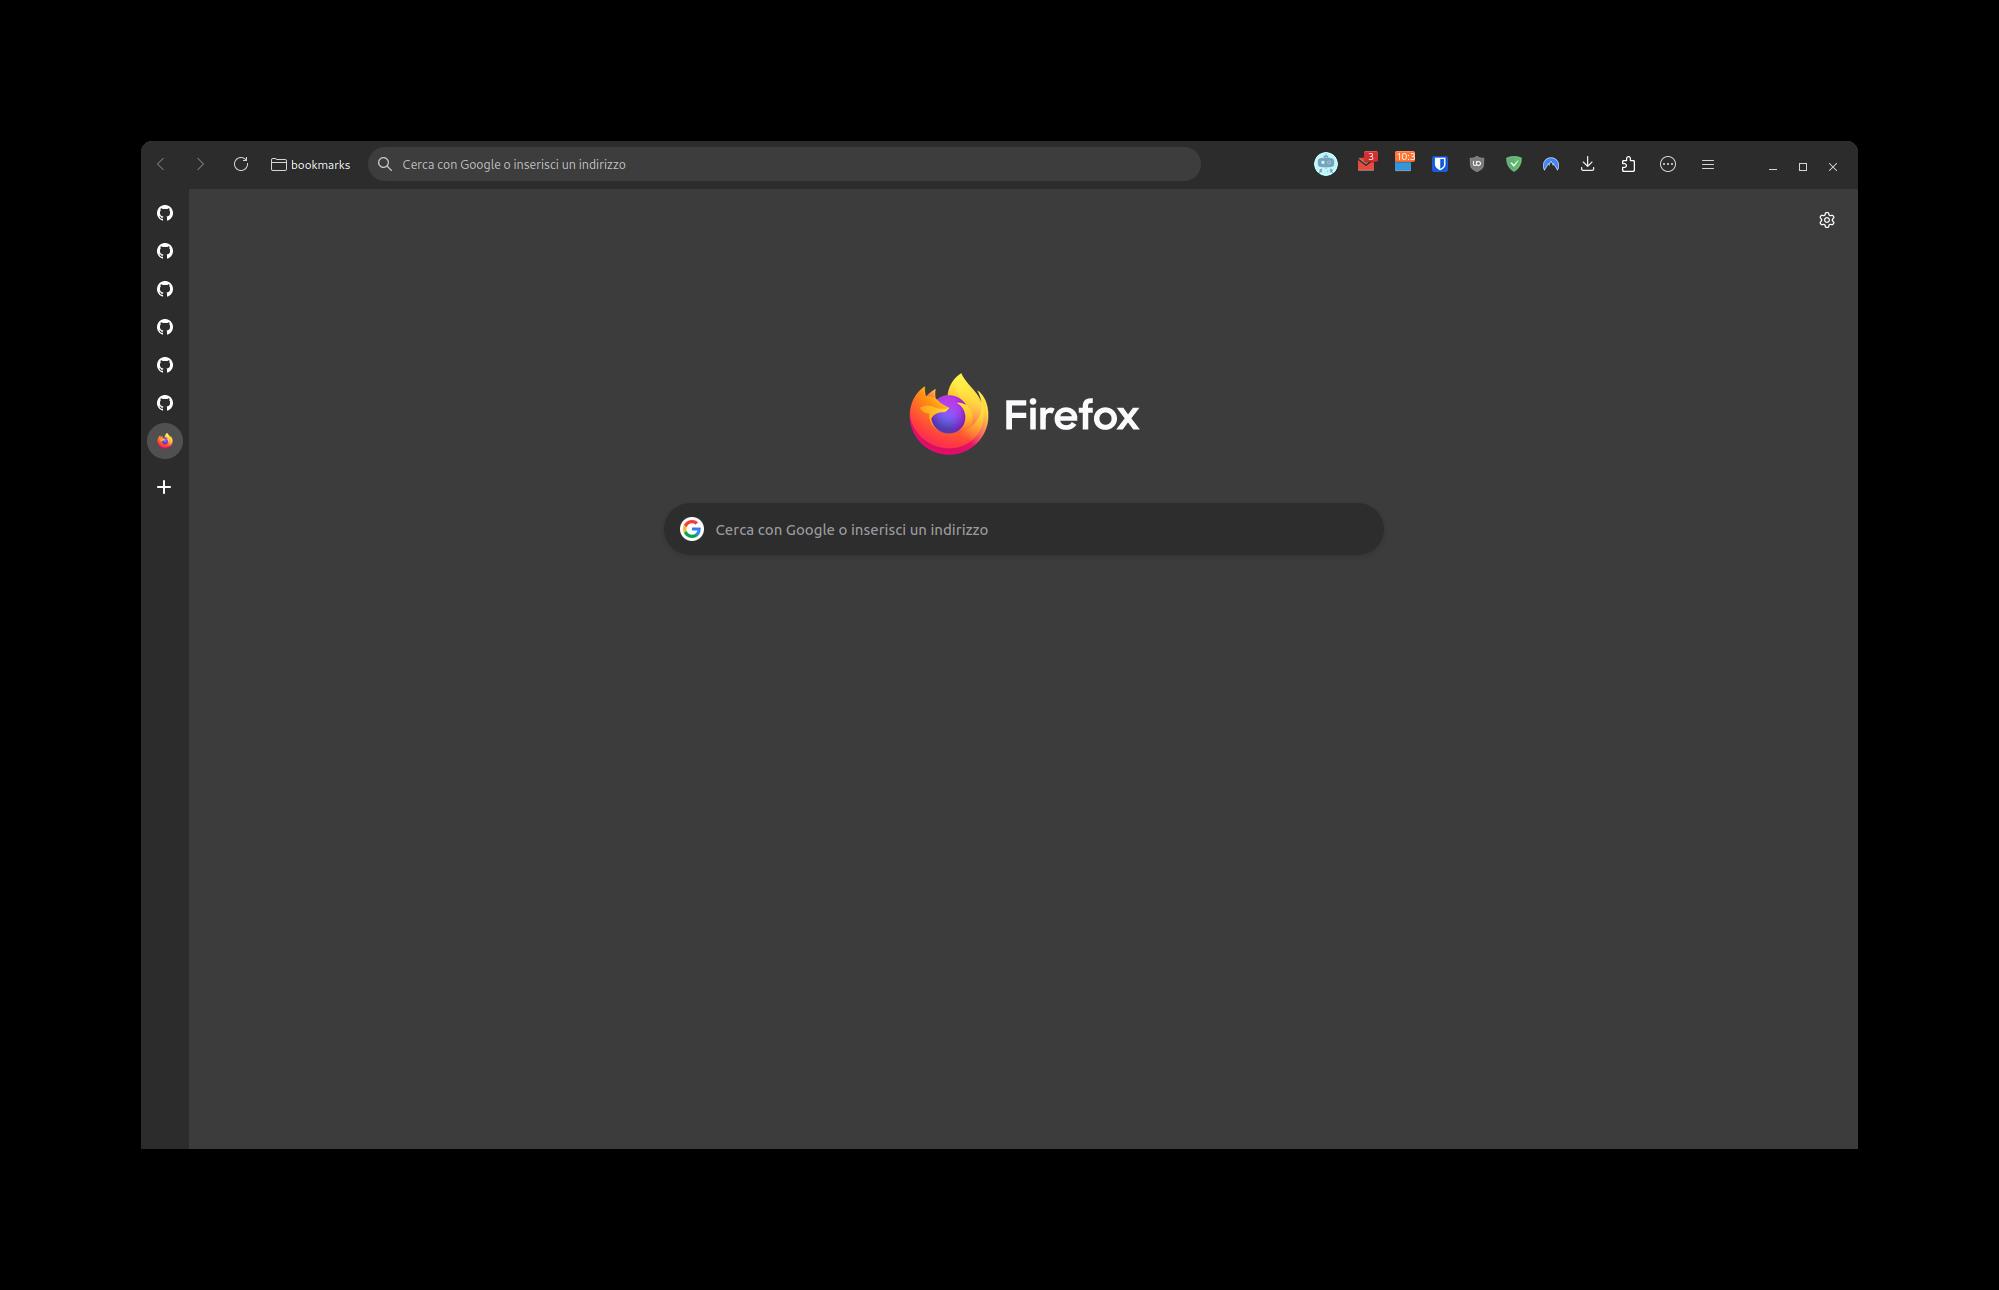 bookmarks
Cerca con Google o inserisci un indirizzo
3
10:3
Firefox
Cerca con Google o inserisci un indirizzo